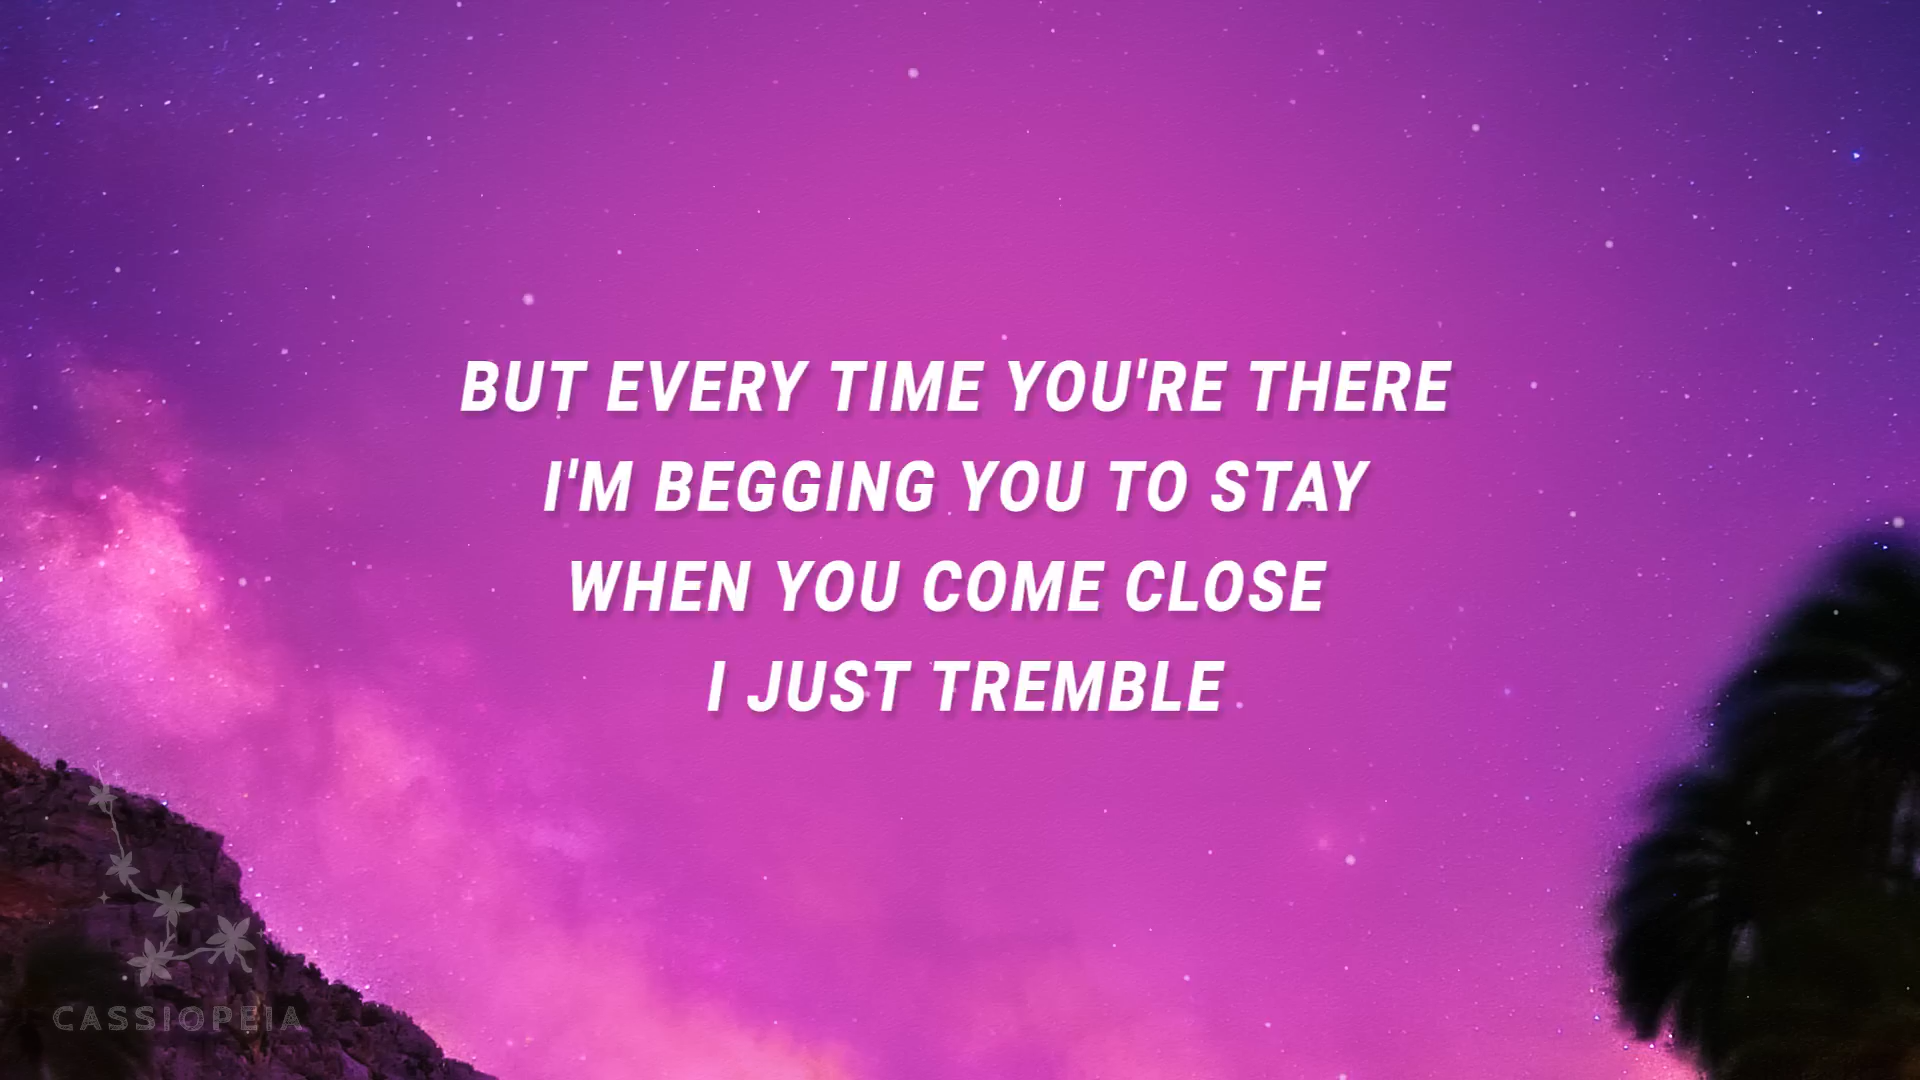 BUT EVERY TIME YOU'RE THERE
I'M BEGGING YOU TO STAY
WHEN YOU COME CLOSE
I JUST TREMBLE
CASSIOPEIA